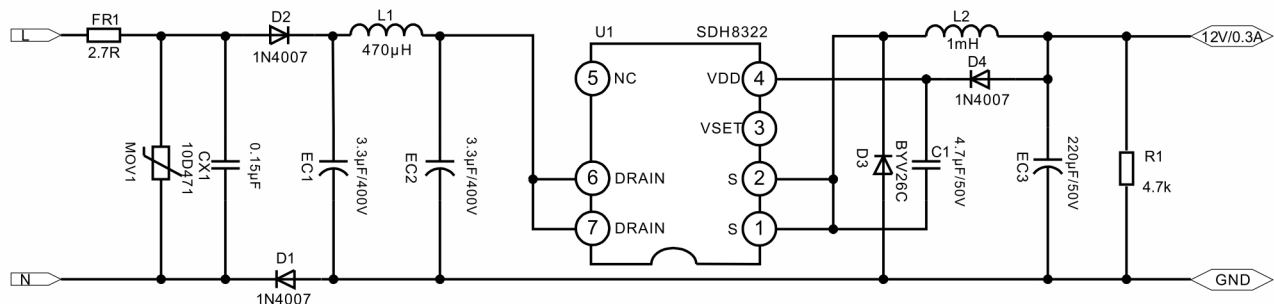 L
FR1
2.7R
MOV1
10D471
CX1
0.15μF
D2
1N4007
D1
1N4007
EC1
3.3μF/400V
L1
470μH
EC2
3.3μF/400V
N
U1
SDH8322
5
NC
VDD
4
VSET
3
6
DRAIN
S
2
7
DRAIN
S
1
D3
BYV26C
C1
4.7μF/50V
L2
1mH
D4
1N4007
EC3
220μF/50V
R1
4.7k
12V/0.3A
GND